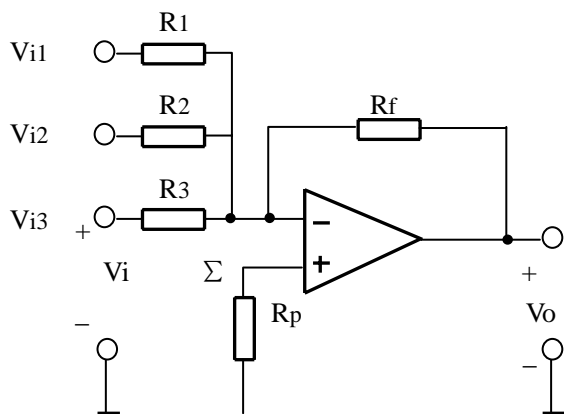 R1
Vi1
R2
Rf
Vi2
R3
Vi3
−
+
Vi
Σ
+
+
Rp
Vo
−
−